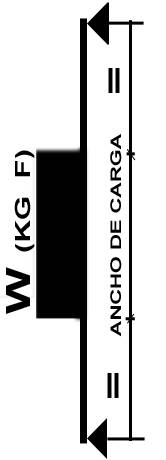 W (KG F)
=
ANCHO DE CARGA
=